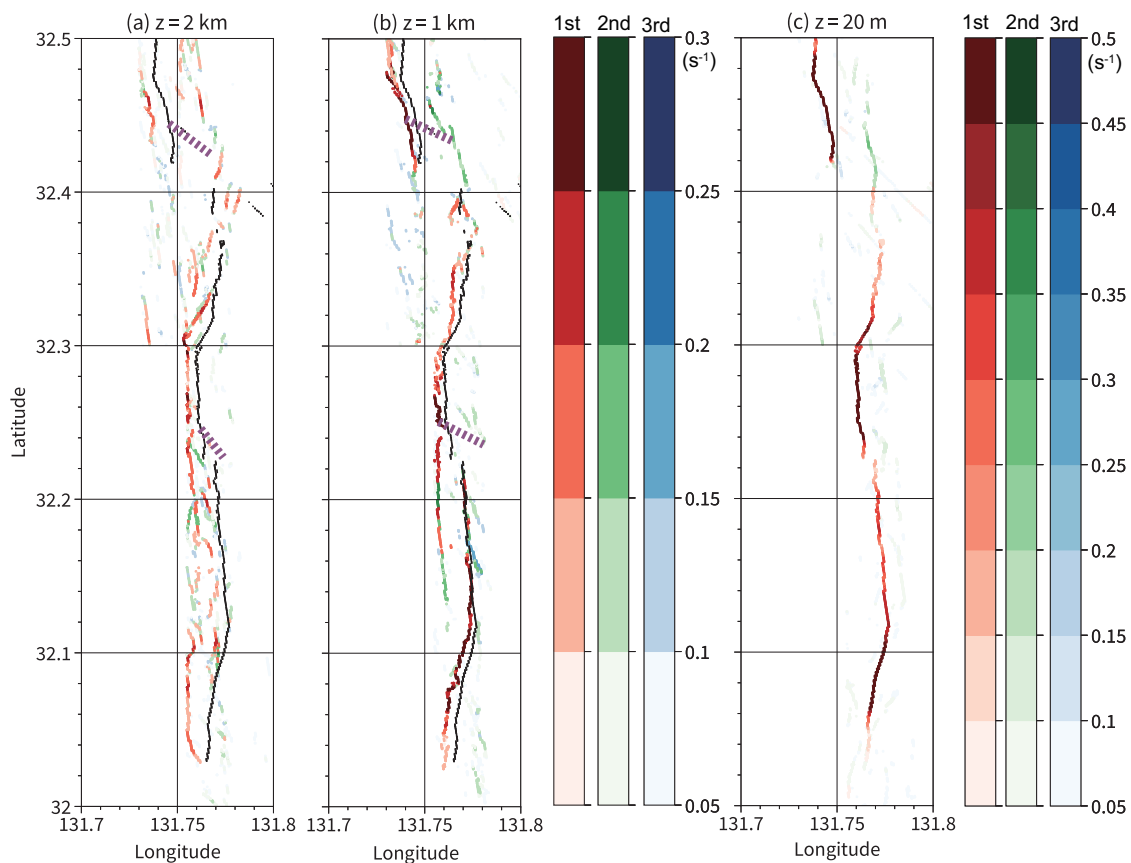 (a) z = 2 km
(b) z = 1 km
1st 2nd 3rd
(c) z = 20 m
1st 2nd 3rd
32.5
0.3
0.5
(s⁻¹)
(s⁻¹)
0.45
32.4
0.25
0.4
0.35
32.3
0.2
0.3
Latitude
0.25
32.2
0.15
0.2
0.15
32.1
0.1
0.1
32
0.05
0.05
131.7 131.75 131.8
131.7 131.75 131.8
131.7 131.75 131.8
Longitude
Longitude
Longitude